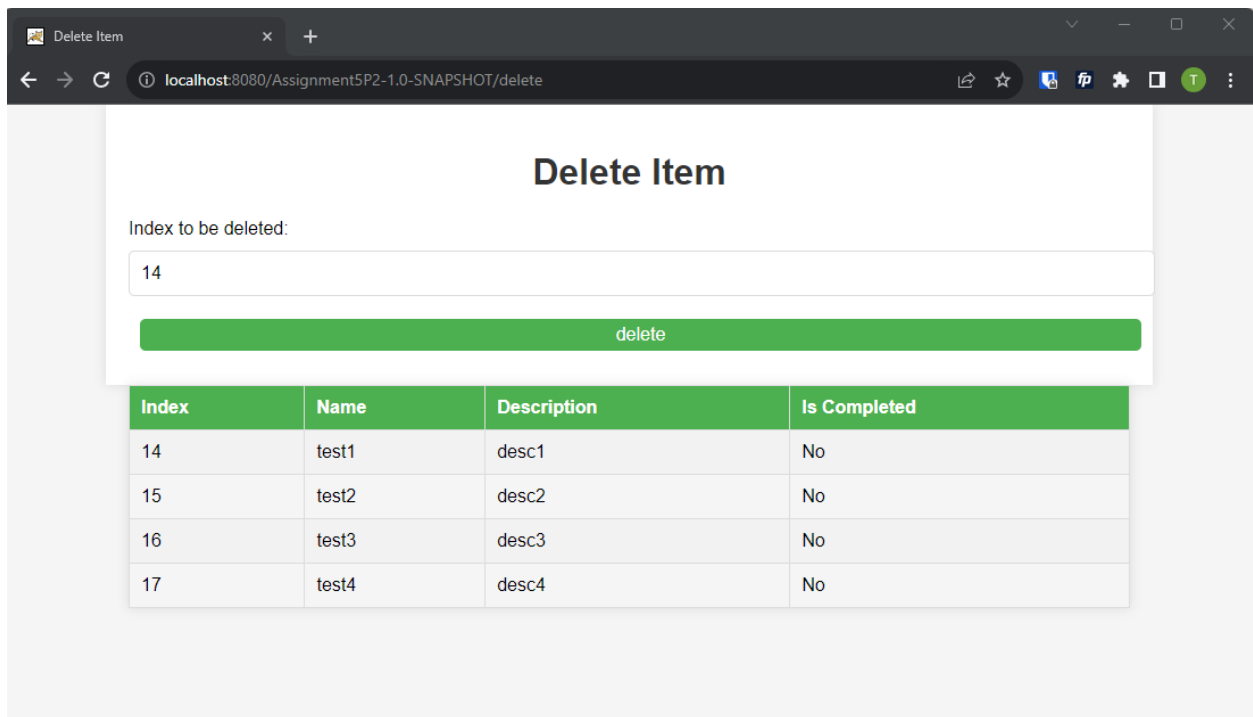 Delete Item
localhost:8080/Assignment5P2-1.0-SNAPSHOT/delete
fp
T
Delete Item
Index to be deleted:
14
delete
Index Name Description Is Completed
14 test1 desc1 No
15 test2 desc2 No
16 test3 desc3 No
17 test4 desc4 No